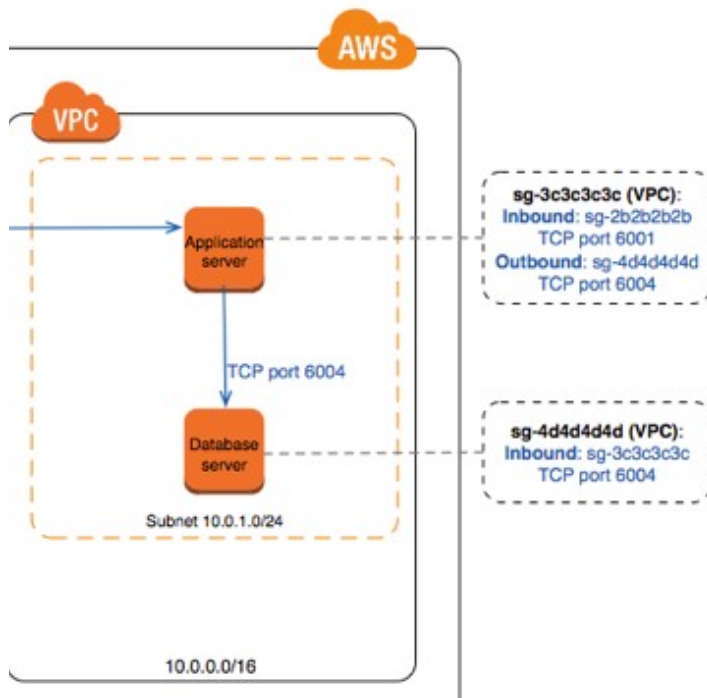 AWS
VPC
Application
server
TCP port 6004
Database
server
Subnet 10.0.1.0/24
10.0.0.0/16
sg-3c3c3c3c (VPC):
Inbound: sg-2b2b2b2b
TCP port 6001
Outbound: sg-4d4d4d4d
TCP port 6004
sg-4d4d4d4d (VPC):
Inbound: sg-3c3c3c3c
TCP port 6004